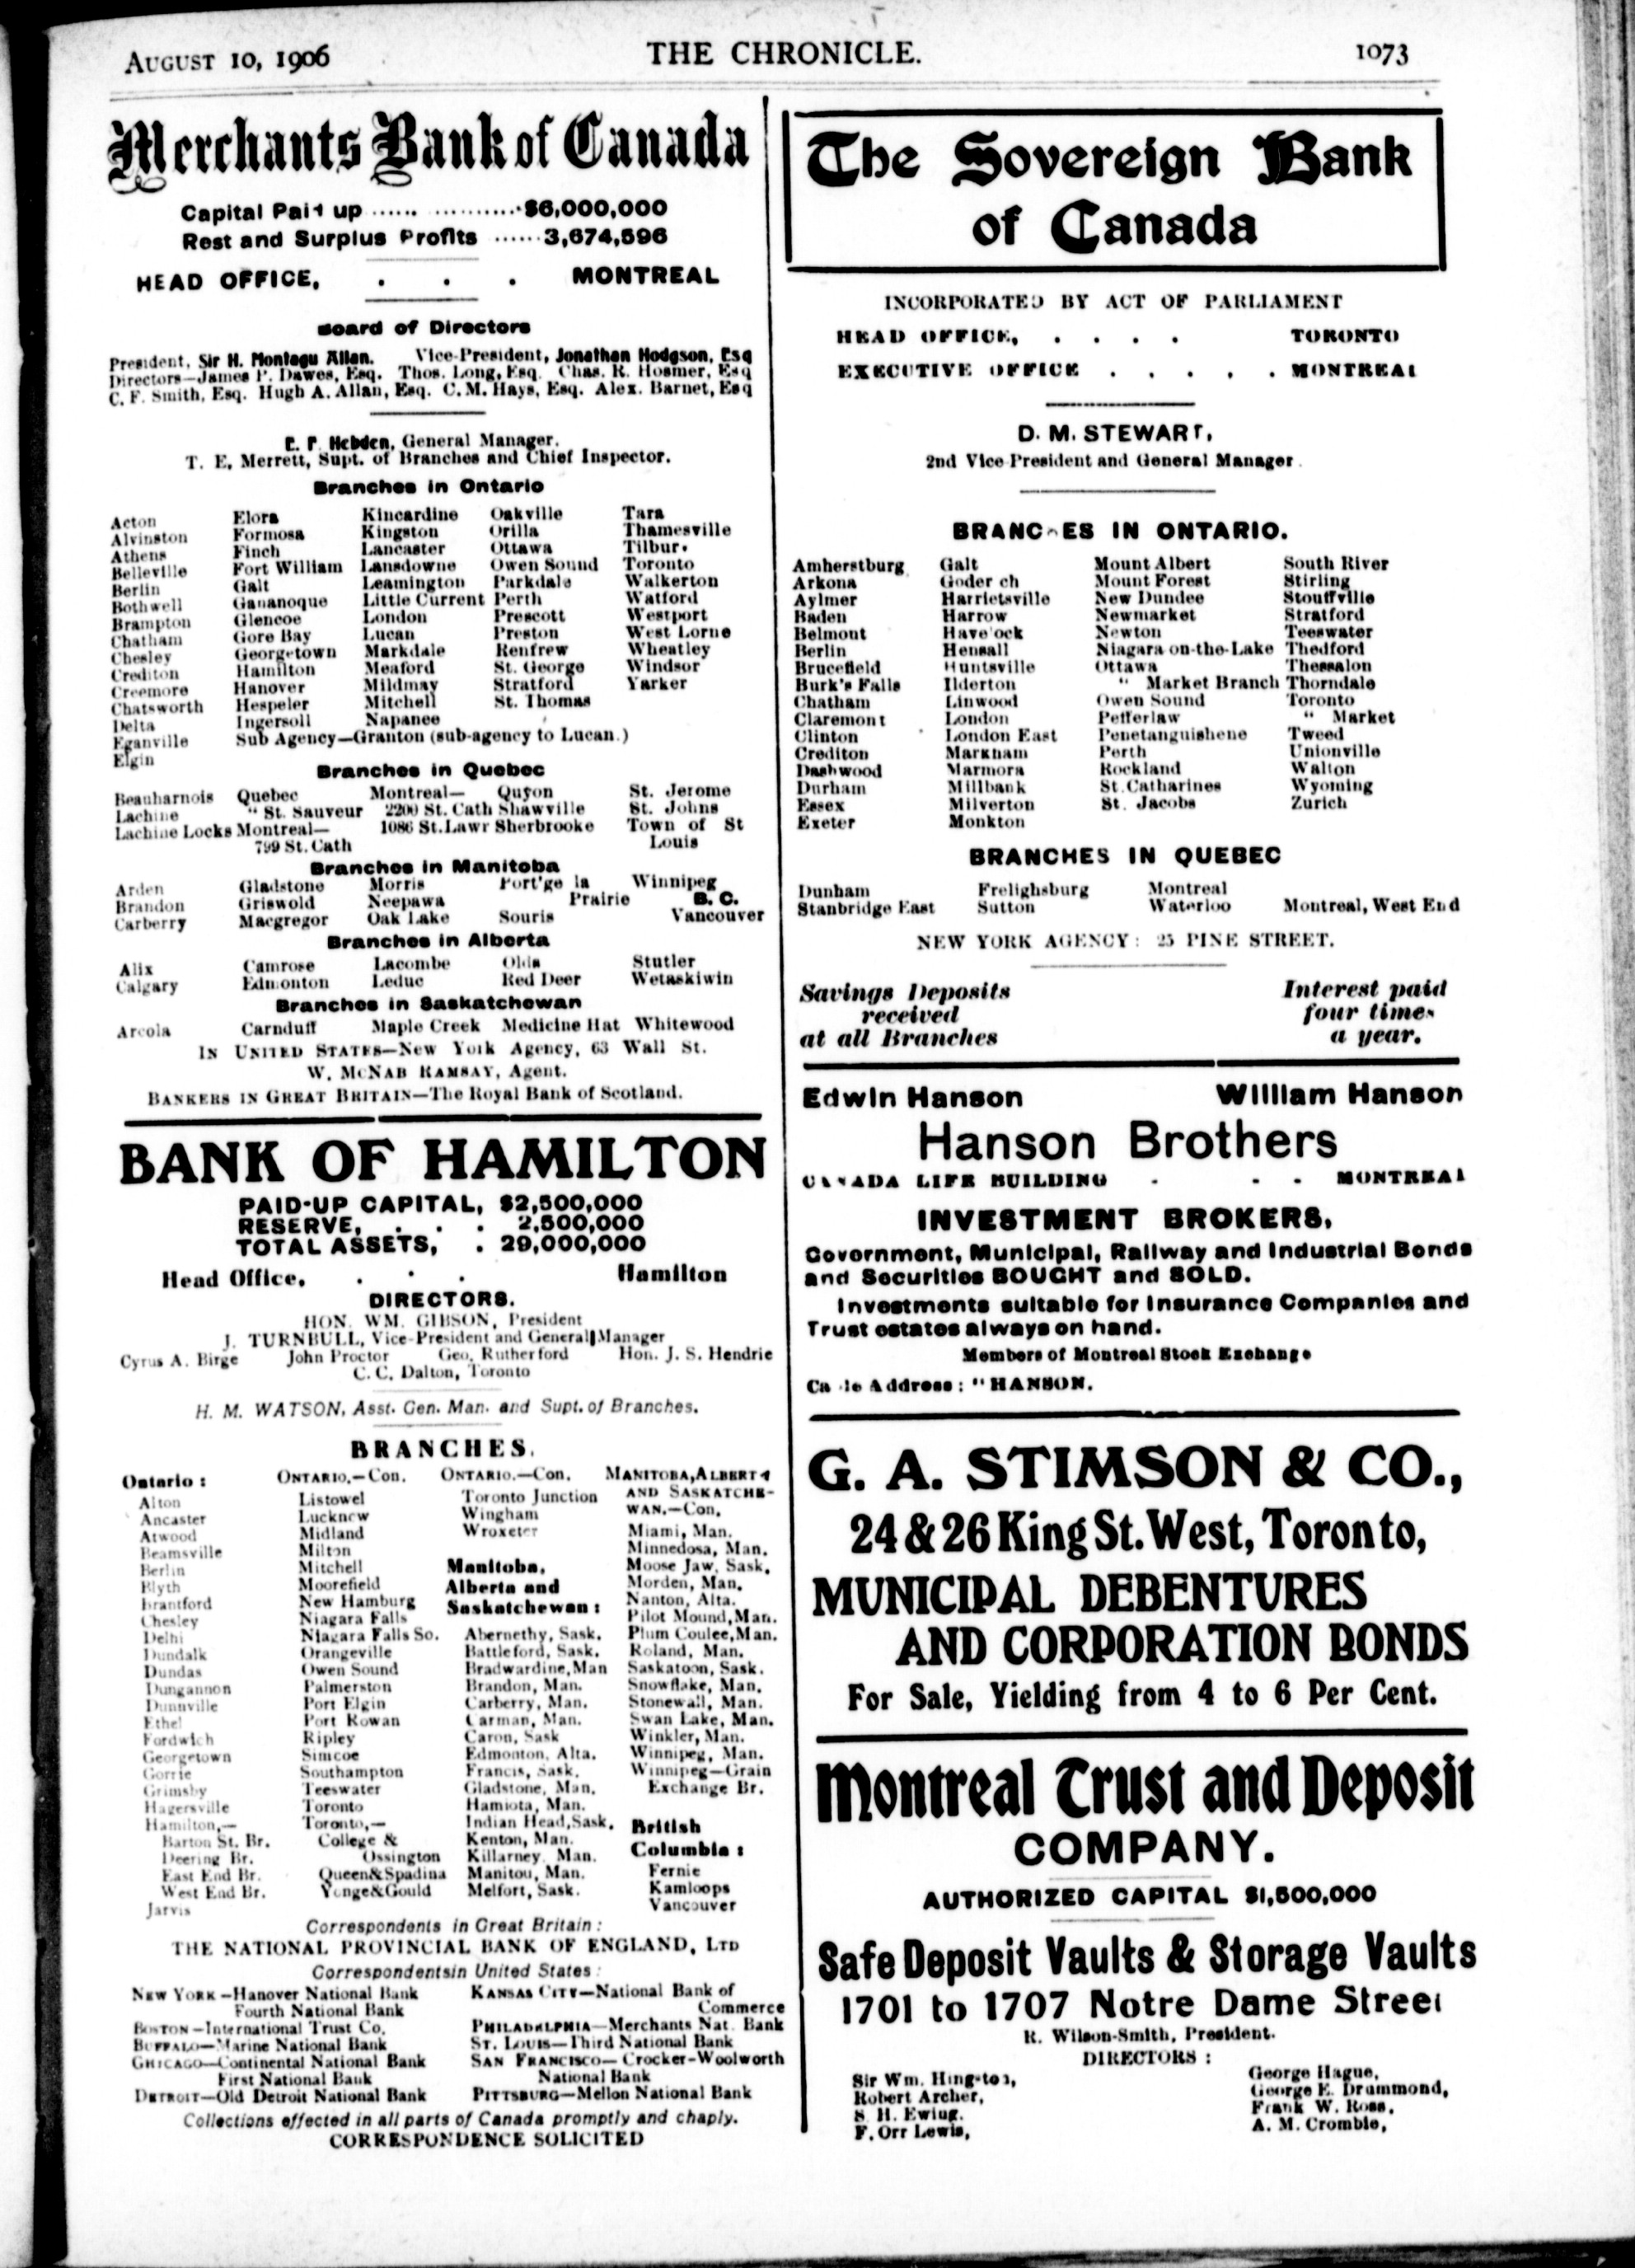 AUGUST 10, 1906 THE CHRONICLE. 1073
Merchants Bank of Canada
Capital Paid up ...... ..........$6,000,000
Rest and Surplus Profits ......3,674,596
HEAD OFFICE, . . . MONTREAL
Board of Directors
President, Sir H. Montagu Allan. Vice-President, Jonathan Hodgson, Esq
Directors—James P. Dawes, Esq. Thos. Long, Esq. Chas. R. Hosmer, Esq
C. F. Smith, Esq. Hugh A. Allan, Esq. C. M. Hays, Esq. Alex. Barnet, Esq
E. F. Hebden, General Manager.
T. E. Merrett, Supt. of Branches and Chief Inspector.
Branches in Ontario
Acton Elora Kincardine Oakville Tara
Alvinston Formosa Kingston Orilla Thamesville
Athens Finch Lancaster Ottawa Tilbury
Belleville Fort William Lansdowne Owen Sound Toronto
Berlin Galt Leamington Parkdale Walkerton
Bothwell Gananoque Little Current Perth Watford
Brampton Glencoe London Prescott Westport
Chatham Gore Bay Lucan Preston West Lorne
Chesley Georgetown Markdale Renfrew Wheatley
Crediton Hamilton Meaford St. George Windsor
Creemore Hanover Mildmay Stratford Yarker
Chatsworth Hespeler Mitchell St. Thomas
Delta Ingersoll Napanee
Eganville Sub Agency—Granton (sub-agency to Lucan.)
Elgin
Branches in Quebec
Beauharnois Quebec Montreal— Quyon St. Jerome
Lachine " St. Sauveur 2200 St. Cath Shawville St. Johns
Lachine Locks Montreal— 1086 St. Lawr Sherbrooke Town of St
799 St. Cath Louis
Branches in Manitoba
Arden Gladstone Morris Port'ge la Winnipeg
Brandon Griswold Neepawa Prairie B. C.
Carberry Macgregor Oak Lake Souris Vancouver
Branches in Alberta
Alix Camrose Lacombe Olds Stutler
Calgary Edmonton Leduc Red Deer Wetaskiwin
Branches in Saskatchewan
Arcola Carnduff Maple Creek Medicine Hat Whitewood
IN UNITED STATES—New York Agency, 63 Wall St.
W. MCNAB RAMSAY, Agent.
BANKERS IN GREAT BRITAIN—The Royal Bank of Scotland.
BANK OF HAMILTON
PAID-UP CAPITAL, $2,500,000
RESERVE, . . . 2,500,000
TOTAL ASSETS, . 29,000,000
Head Office, . . . Hamilton
DIRECTORS.
HON. WM. GIBSON, President
J. TURNBULL, Vice-President and General Manager
Cyrus A. Birge John Proctor Geo. Rutherford Hon. J. S. Hendrie
C. C. Dalton, Toronto
H. M. WATSON, Asst. Gen. Man. and Supt. of Branches.
BRANCHES.
Ontario :
Alton
Ancaster
Atwood
Beamsville
Berlin
Blyth
Brantford
Chesley
Delhi
Dundalk
Dundas
Dungannon
Dunnville
Ethel
Fordwich
Georgetown
Gorrie
Grimsby
Hagersville
Hamilton,—
Barton St. Br.
Deering Br.
East End Br.
West End Br.
Jarvis
ONTARIO,—Con.
Listowel
Lucknow
Midland
Milton
Mitchell
Moorefield
New Hamburg
Niagara Falls
Niagara Falls So.
Orangeville
Owen Sound
Palmerston
Port Elgin
Port Rowan
Ripley
Simcoe
Southampton
Teeswater
Toronto
Toronto,—
College &
Ossington
Queen&Spadina
Yonge&Gould
ONTARIO.—Con.
Toronto Junction
Wingham
Wroxeter
Manitoba,
Alberta and
Saskatchewan :
Abernethy, Sask.
Battleford, Sask.
Bradwardine, Man
Brandon, Man.
Carberry, Man.
Carman, Man.
Caron, Sask
Edmonton, Alta.
Francis, Sask.
Gladstone, Man.
Hamiota, Man.
Indian Head, Sask.
Kenton, Man.
Killarney Man.
Manitou, Man.
Melfort, Sask.
MANITOBA, ALBERTA
AND SASKATCHE-
WAN.—Con.
Miami, Man.
Minnedosa, Man.
Moose Jaw, Sask.
Morden, Man.
Nanton, Alta.
Pilot Mound, Man.
Plum Coulee, Man.
Roland, Man.
Saskatoon, Sask.
Snowflake, Man.
Stonewall, Man.
Swan Lake, Man.
Winkler, Man.
Winnipeg, Man.
Winnipeg—Grain
Exchange Br.
British
Columbia :
Fernie
Kamloops
Vancouver
Correspondents in Great Britain :
THE NATIONAL PROVINCIAL BANK OF ENGLAND, LTD
Correspondentsin United States :
NEW YORK—Hanover National Bank
Fourth National Bank
BOSTON—International Trust Co.
BUFFALO—Marine National Bank
CHICAGO—Continental National Bank
First National Bank
DETROIT—Old Detroit National Bank
KANSAS CITY—National Bank of
Commerce
PHILADELPHIA—Merchants Nat. Bank
ST. LOUIS—Third National Bank
SAN FRANCISCO—Crocker-Woolworth
National Bank
PITTSBURG—Mellon National Bank
Collections effected in all parts of Canada promptly and chaply.
CORRESPONDENCE SOLICITED
The Sovereign Bank
of Canada
INCORPORATED BY ACT OF PARLIAMENT
HEAD OFFICE, . . . . TORONTO
EXECUTIVE OFFICE . . . . . MONTREAL
D. M. STEWART,
2nd Vice President and General Manager.
BRANCHES IN ONTARIO.
Amherstburg Galt Mount Albert South River
Arkona Goderich Mount Forest Stirling
Aylmer Harrietsville New Dundee Stouffville
Baden Harrow Newmarket Stratford
Belmont Havelock Newton Teeswater
Berlin Hensall Niagara-on-the-Lake Thedford
Brucefield Huntsville Ottawa Thessalon
Burk's Falls Ilderton " Market Branch Thorndale
Chatham Linwood Owen Sound Toronto
Claremont London Pefferlaw " Market
Clinton London East Penetanguishene Tweed
Crediton Markham Perth Unionville
Dashwood Marmora Rockland Walton
Durham Millbank St. Catharines Wyoming
Essex Milverton St. Jacobs Zurich
Exeter Monkton
BRANCHES IN QUEBEC
Dunham Frelighsburg Montreal
Stanbridge East Sutton Waterloo Montreal, West End
NEW YORK AGENCY: 25 PINE STREET.
Savings Deposits Interest paid
received four times
at all Branches a year.
Edwin Hanson William Hanson
Hanson Brothers
CANADA LIFE BUILDING - - - MONTREAL
INVESTMENT BROKERS,
Government, Municipal, Railway and Industrial Bonds
and Securities BOUGHT and SOLD.
Investments suitable for Insurance Companies and
Trust estates always on hand.
Members of Montreal Stock Exchange
Cable Address : "HANSON.
G. A. STIMSON & CO.,
24 & 26 King St. West, Toronto,
MUNICIPAL DEBENTURES
AND CORPORATION BONDS
For Sale, Yielding from 4 to 6 Per Cent.
Montreal Trust and Deposit
COMPANY.
AUTHORIZED CAPITAL $1,500,000
Safe Deposit Vaults & Storage Vaults
1701 to 1707 Notre Dame Street
R. Wilson-Smith, President.
DIRECTORS :
Sir Wm. Hingston, George Hague,
Robert Archer, George E. Drummond,
S. H. Ewing. Frank W. Ross,
F. Orr Lewis, A. M. Crombie,